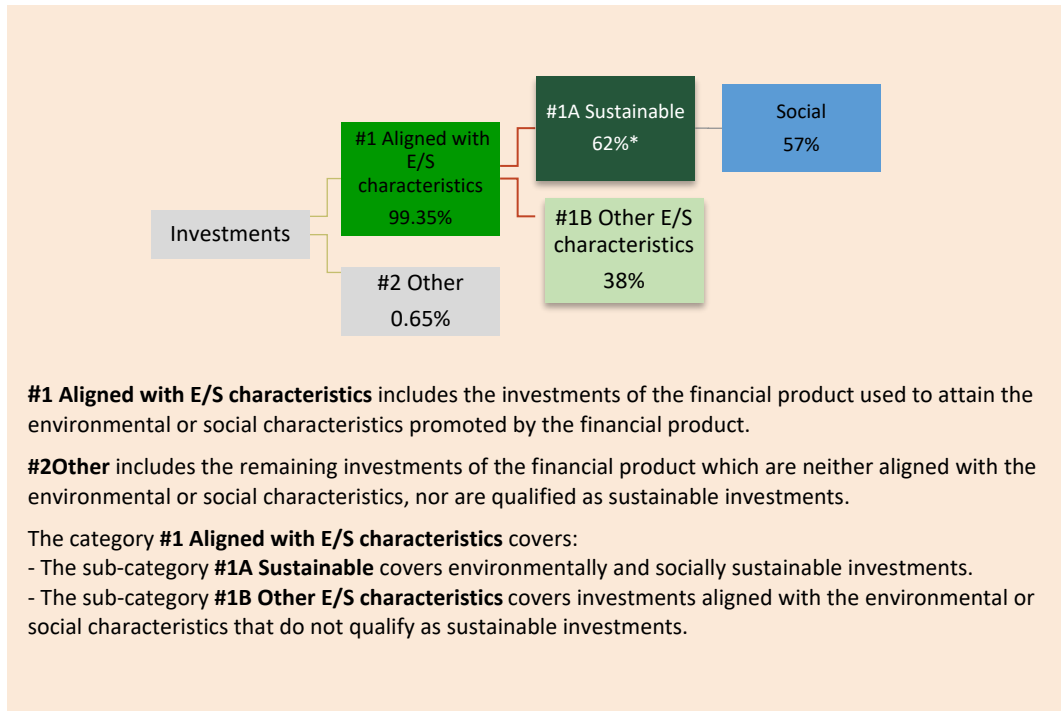 #1A Sustainable
62%*
Social
57%
#1 Aligned with
E/S
characteristics
99.35%
Investments
#1B Other E/S
characteristics
38%
#2 Other
0.65%
#1 Aligned with E/S characteristics includes the investments of the financial product used to attain the
environmental or social characteristics promoted by the financial product.
#2Other includes the remaining investments of the financial product which are neither aligned with the
environmental or social characteristics, nor are qualified as sustainable investments.
The category #1 Aligned with E/S characteristics covers:
- The sub-category #1A Sustainable covers environmentally and socially sustainable investments.
- The sub-category #1B Other E/S characteristics covers investments aligned with the environmental or
social characteristics that do not qualify as sustainable investments.